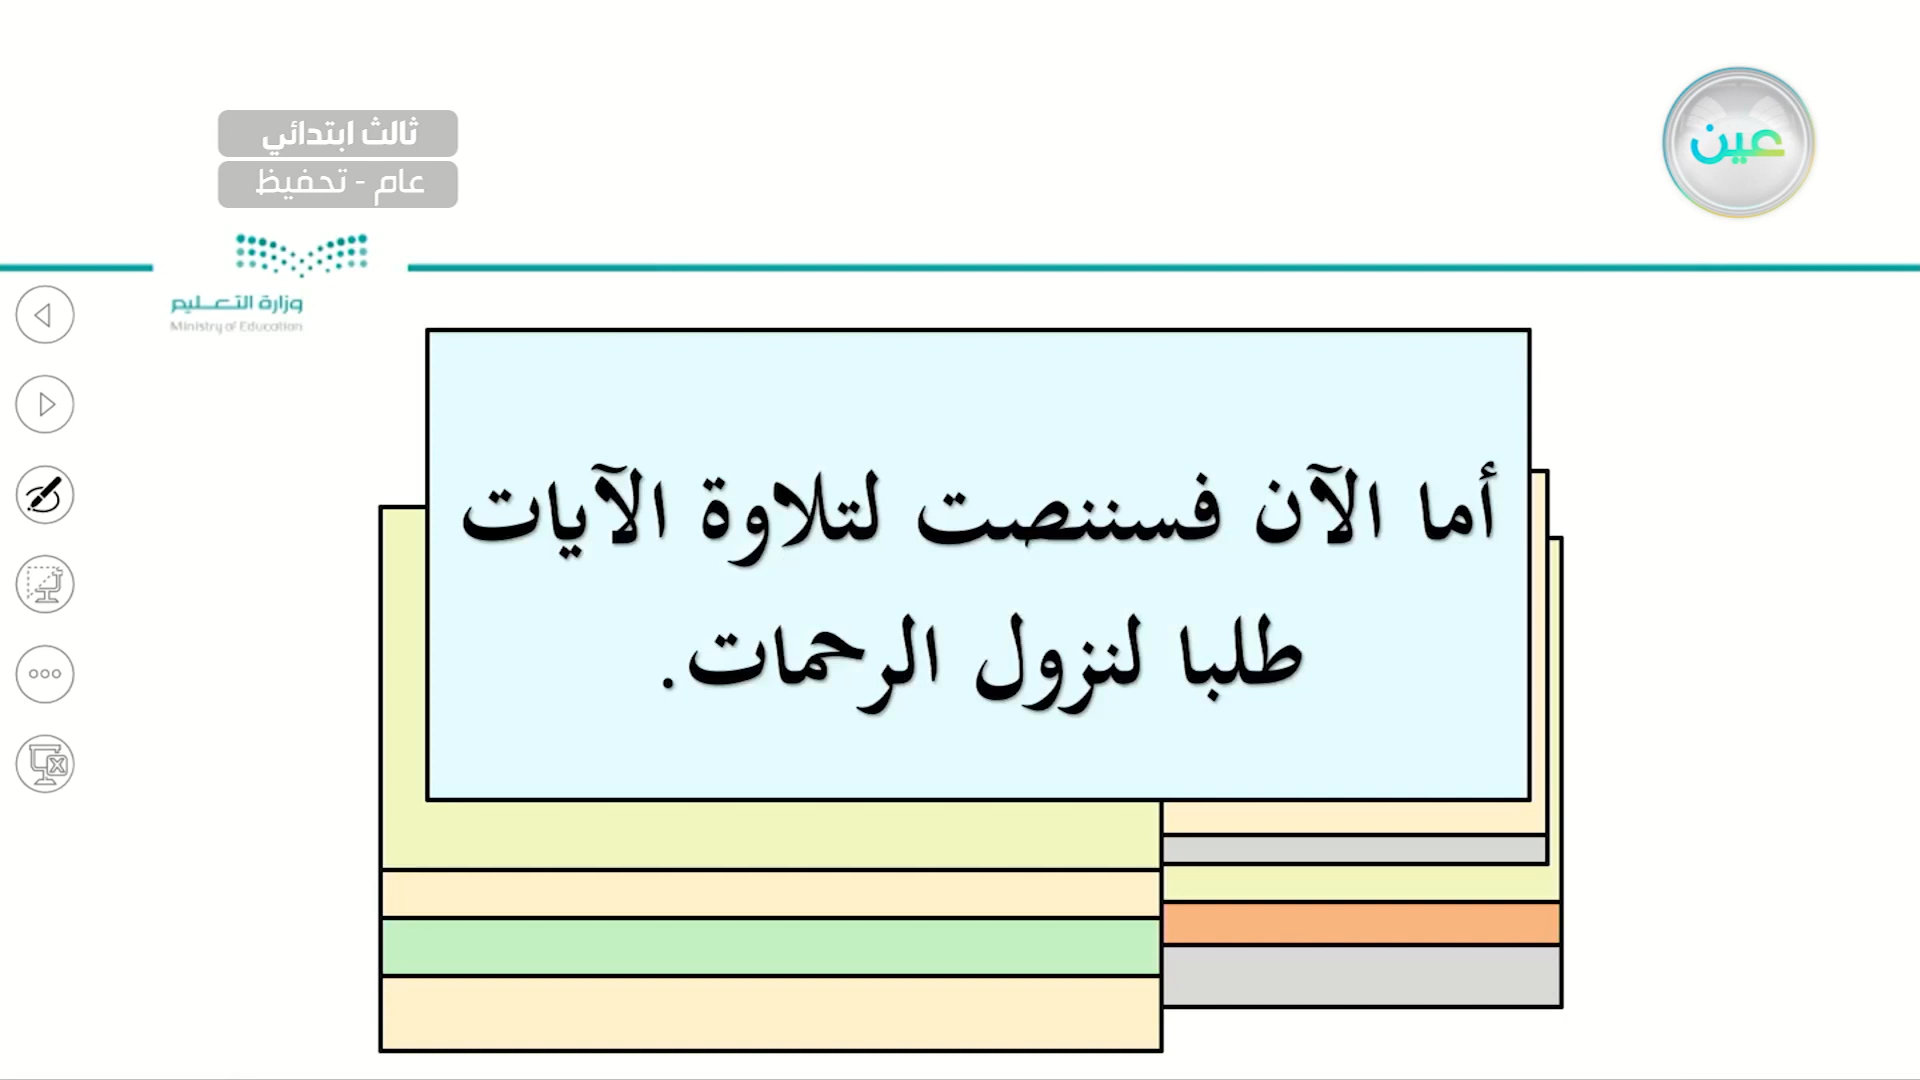 ثالث ابتدائي
عام - تحفيظ
عين
وزارة التعليم
Ministry of Education
أما الآن فسننصت لتلاوة الآيات
طلبا لنزول الرحمات.